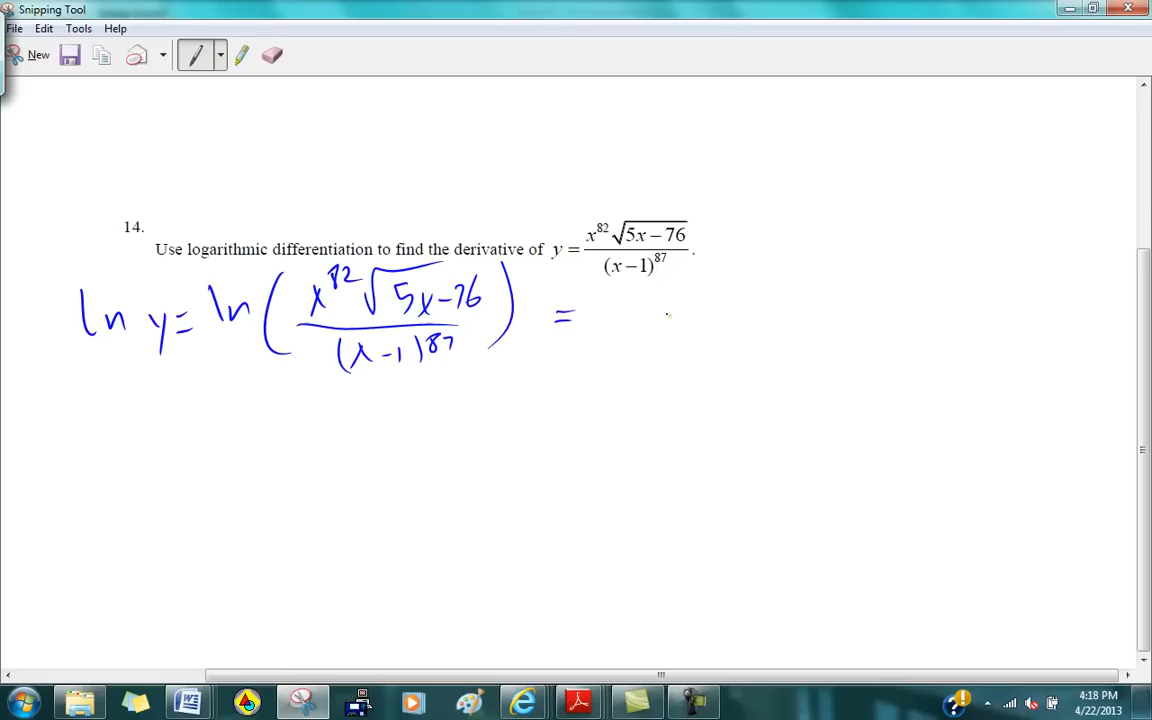 Snipping Tool
File Edit Tools Help
New
14.
Use logarithmic differentiation to find the derivative of y = x^82 √(5x − 76) / (x − 1)^87.
ln y = ln ( x^82 √(5x-76) / (x-1)^87 ) =
4:18 PM
4/22/2013